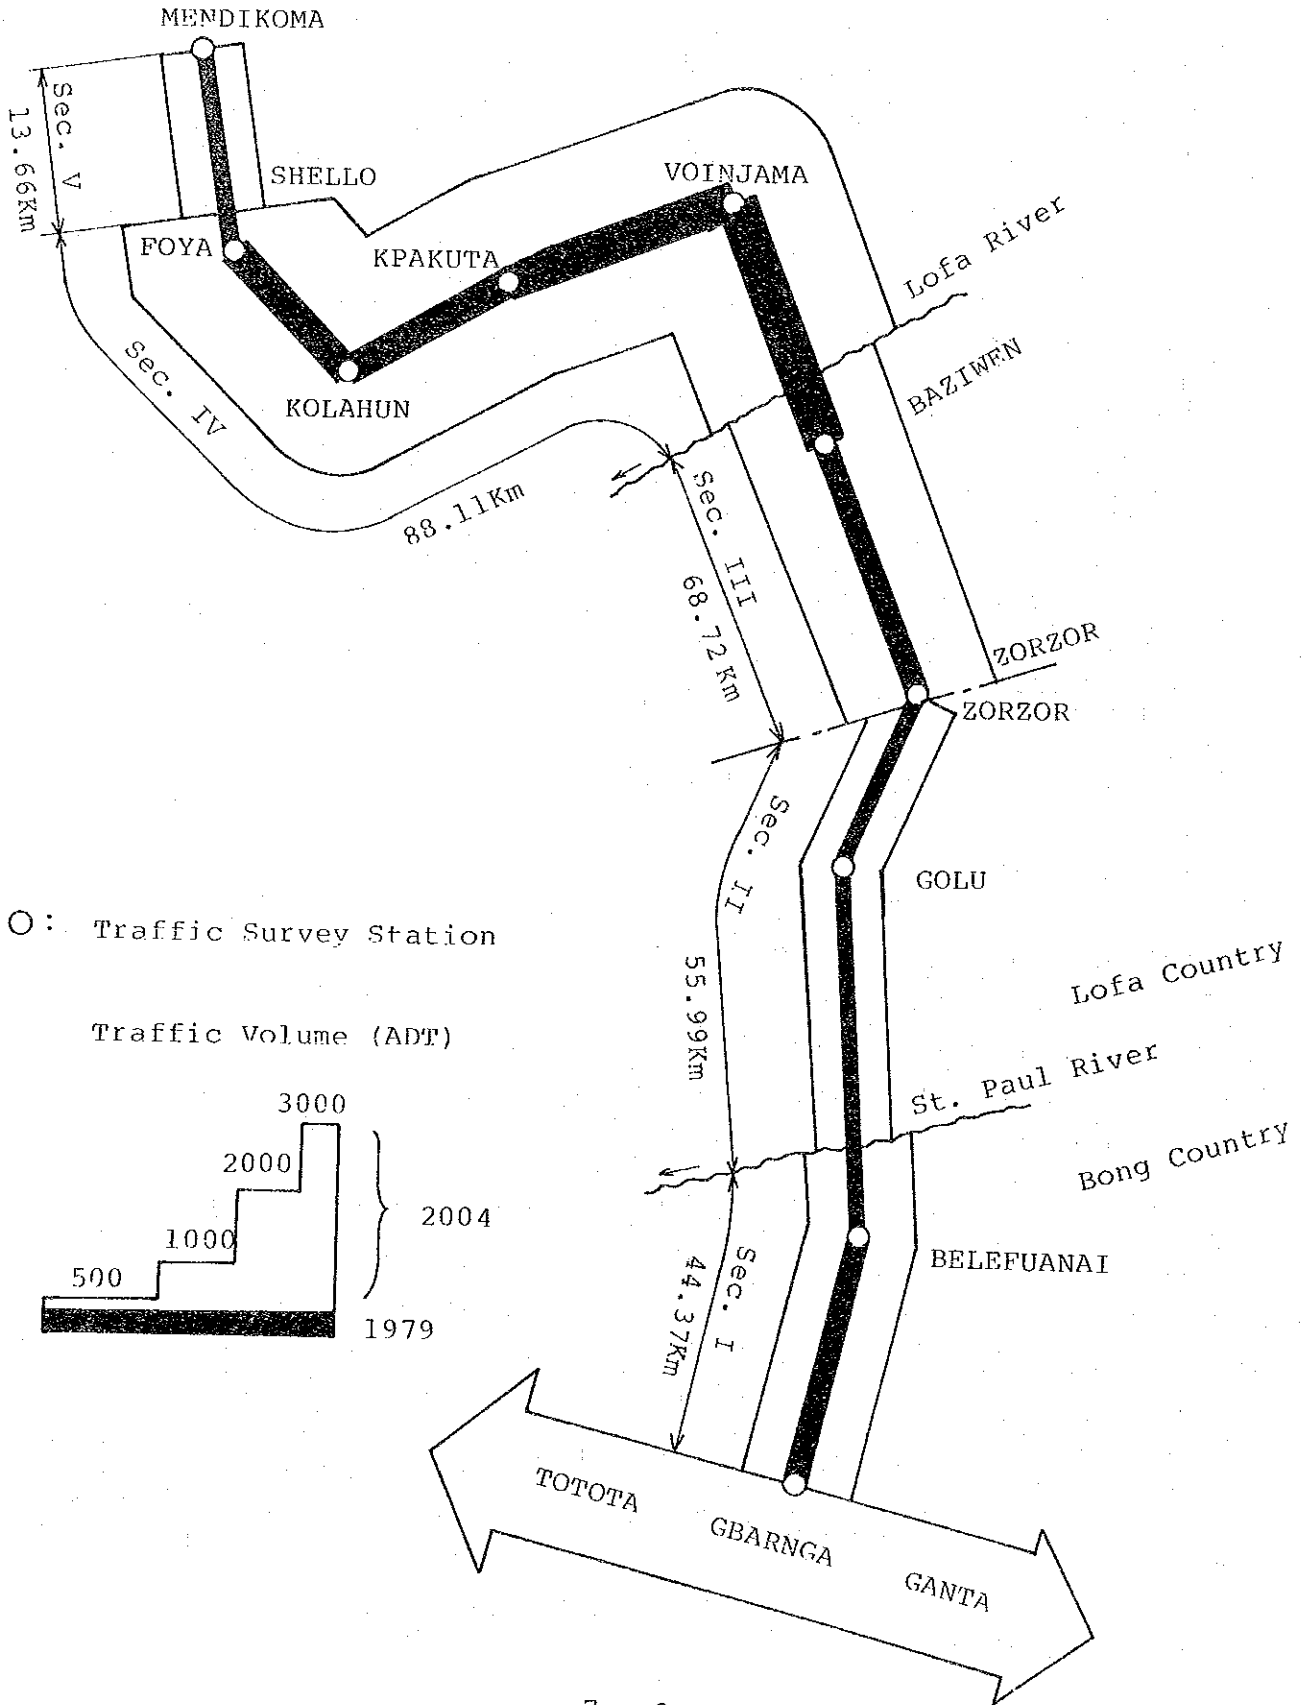 MENDIKOMA
Sec. V
13.66Km
SHELLO
VOINJAMA
FOYA
KPAKUTA
Lofa River
Sec. IV
KOLAHUN
BAZIWEN
88.11Km
Sec. III
68.72Km
ZORZOR
ZORZOR
Sec. II
GOLU
O: Traffic Survey Station
55.99Km
Lofa Country
Traffic Volume (ADT)
St. Paul River
Bong Country
3000
2000
1000
500
2004
1979
Sec. I
44.37Km
BELEFUANAI
TOTOTA GBARNGA GANTA